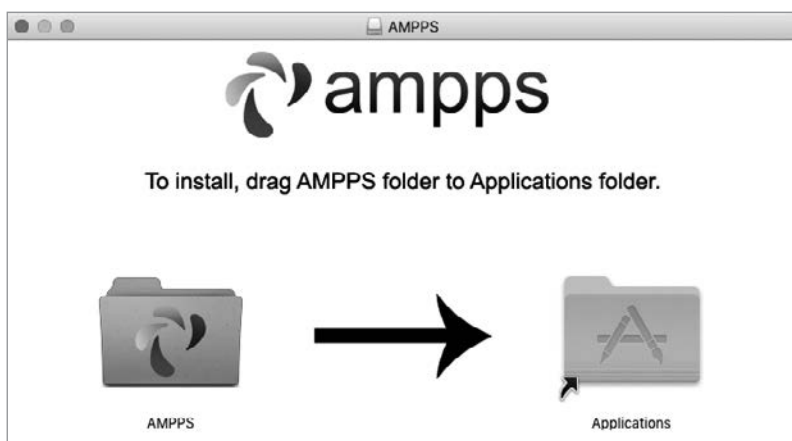 AMPPS
ampps
To install, drag AMPPS folder to Applications folder.
AMPPS
Applications